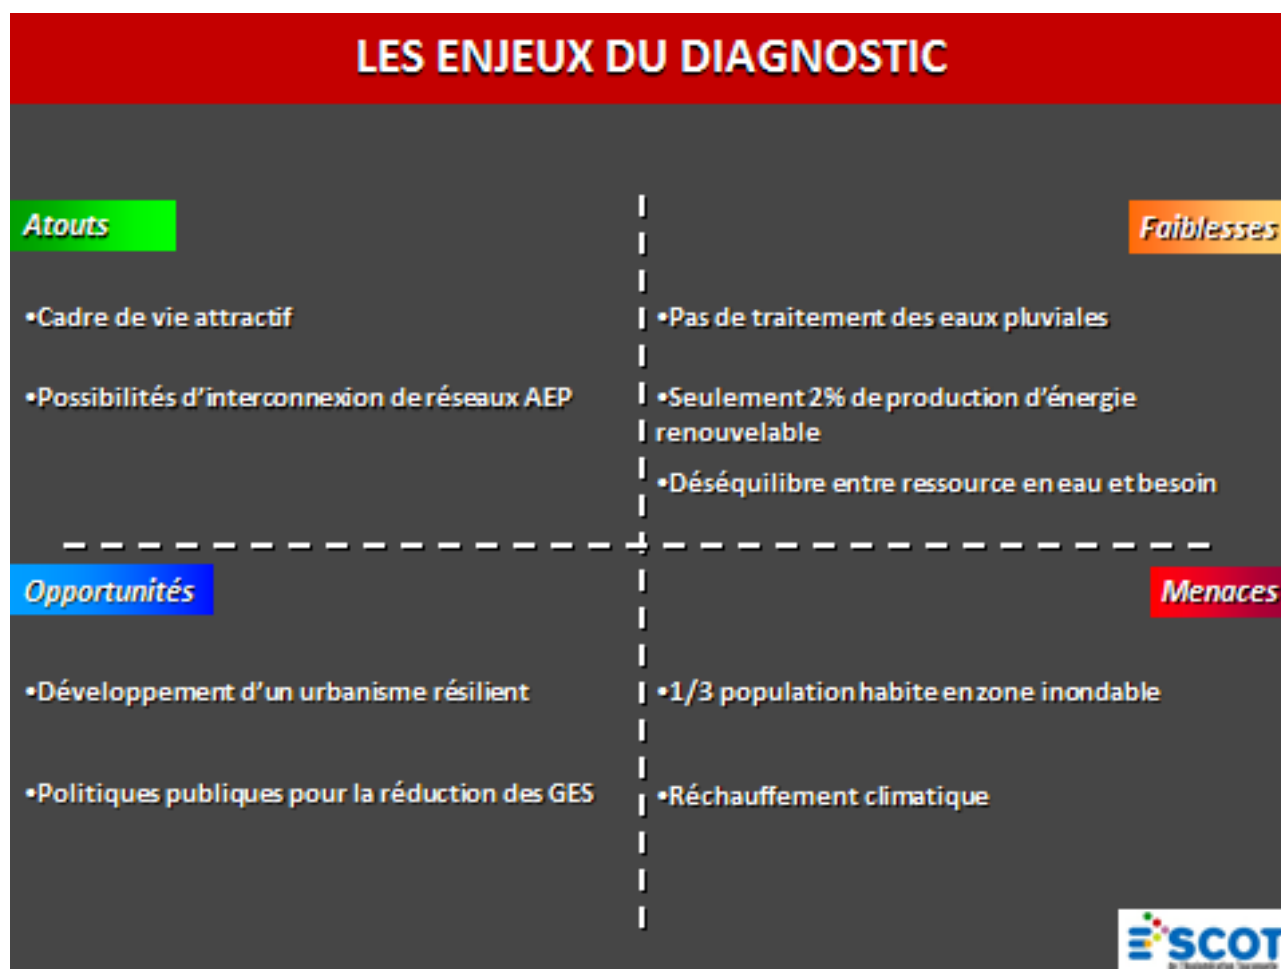 LES ENJEUX DU DIAGNOSTIC
Atouts
•Cadre de vie attractif
•Possibilités d'interconnexion de réseaux AEP
Faiblesses
•Pas de traitement des eaux pluviales
•Seulement 2% de production d'énergie
renouvelable
•Déséquilibre entre ressource en eau et besoin
Opportunités
•Développement d'un urbanisme résilient
•Politiques publiques pour la réduction des GES
Menaces
•1/3 population habite en zone inondable
•Réchauffement climatique
SCOT